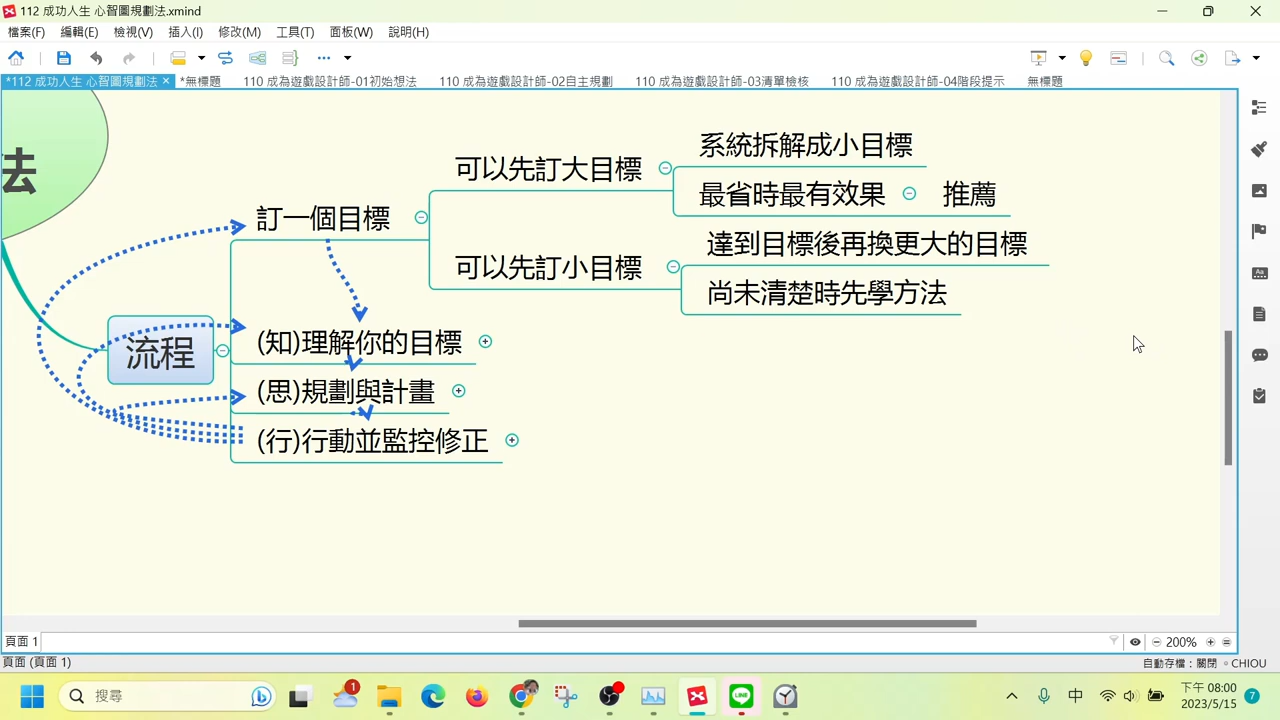 112 成功人生 心智圖規劃法.xmind
檔案(F) 編輯(E) 檢視(V) 插入(I) 修改(M) 工具(T) 面板(W) 說明(H)
*112 成功人生 心智圖規劃法 *無標題 110 成為遊戲設計師-01初始想法 110 成為遊戲設計師-02自主規劃 110 成為遊戲設計師-03清單檢核 110 成為遊戲設計師-04階段提示 無標題
法
流程
訂一個目標
可以先訂大目標
系統拆解成小目標
最省時最有效果
推薦
可以先訂小目標
達到目標後再換更大的目標
尚未清楚時先學方法
(知)理解你的目標
(思)規劃與計畫
(行)行動並監控修正
Aa
頁面 1
200%
頁面 (頁面 1)
自動存檔：關閉 CHIOU
搜尋
1
LINE
中
下午 08:00
2023/5/15
7